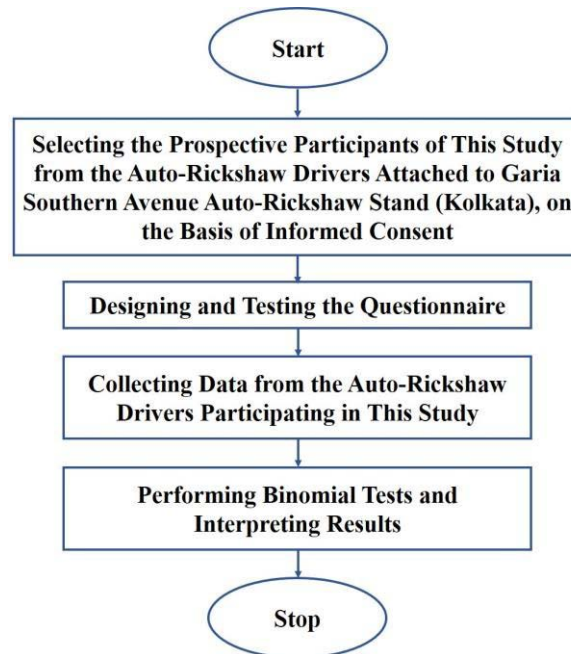 Start
Selecting the Prospective Participants of This Study
from the Auto-Rickshaw Drivers Attached to Garia
Southern Avenue Auto-Rickshaw Stand (Kolkata), on
the Basis of Informed Consent
Designing and Testing the Questionnaire
Collecting Data from the Auto-Rickshaw
Drivers Participating in This Study
Performing Binomial Tests and
Interpreting Results
Stop